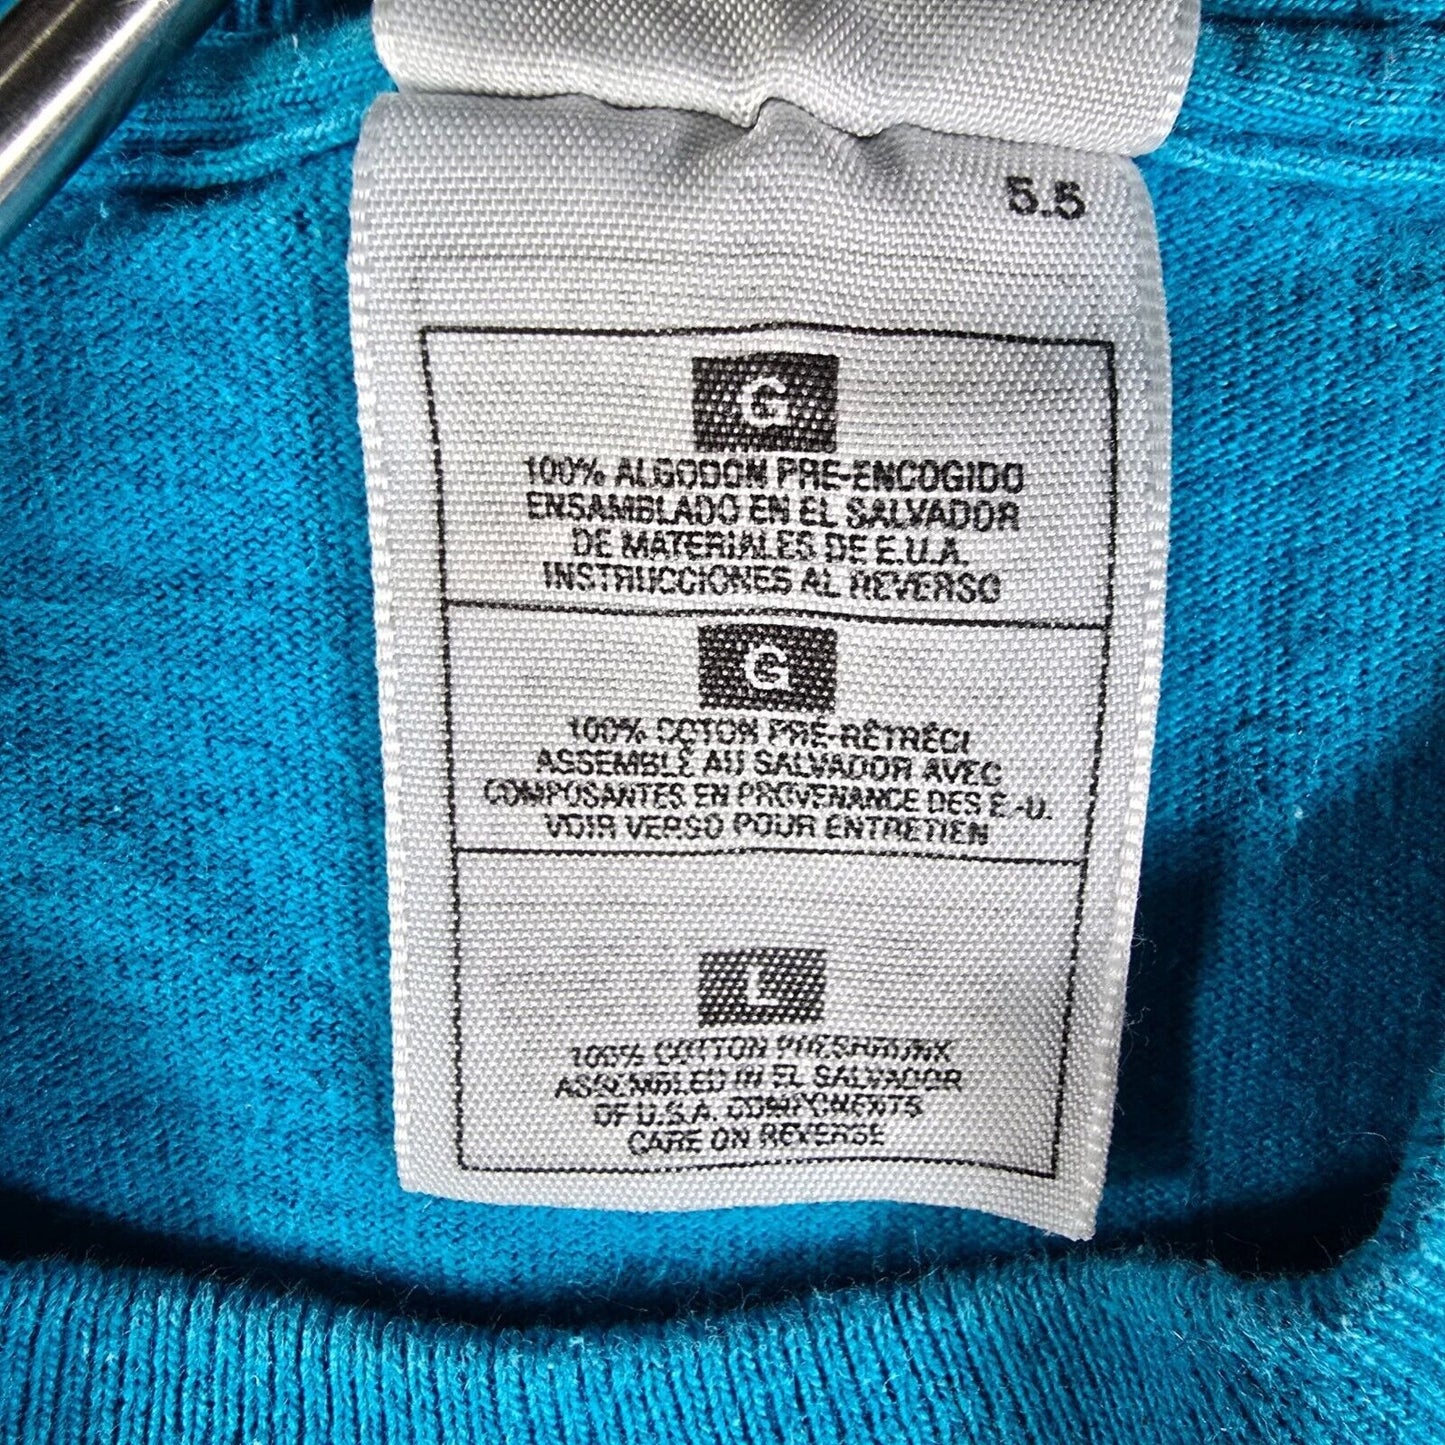 5.5
G
100% ALGODON PRE-ENCOGIDO
ENSAMBLADO EN EL SALVADOR
DE MATERIALES DE E.U.A.
INSTRUCCIONES AL REVERSO
G
100% COTON PRÉ-RÊTRÉCI
ASSEMBLÉ AU SALVADOR AVEC
COMPOSANTES EN PROVENANCE DES É.-U.
VOIR VERSO POUR ENTRETIEN
L
100% COTTON PRESHRUNK
ASSEMBLED IN EL SALVADOR
OF U.S.A. COMPONENTS
CARE ON REVERSE